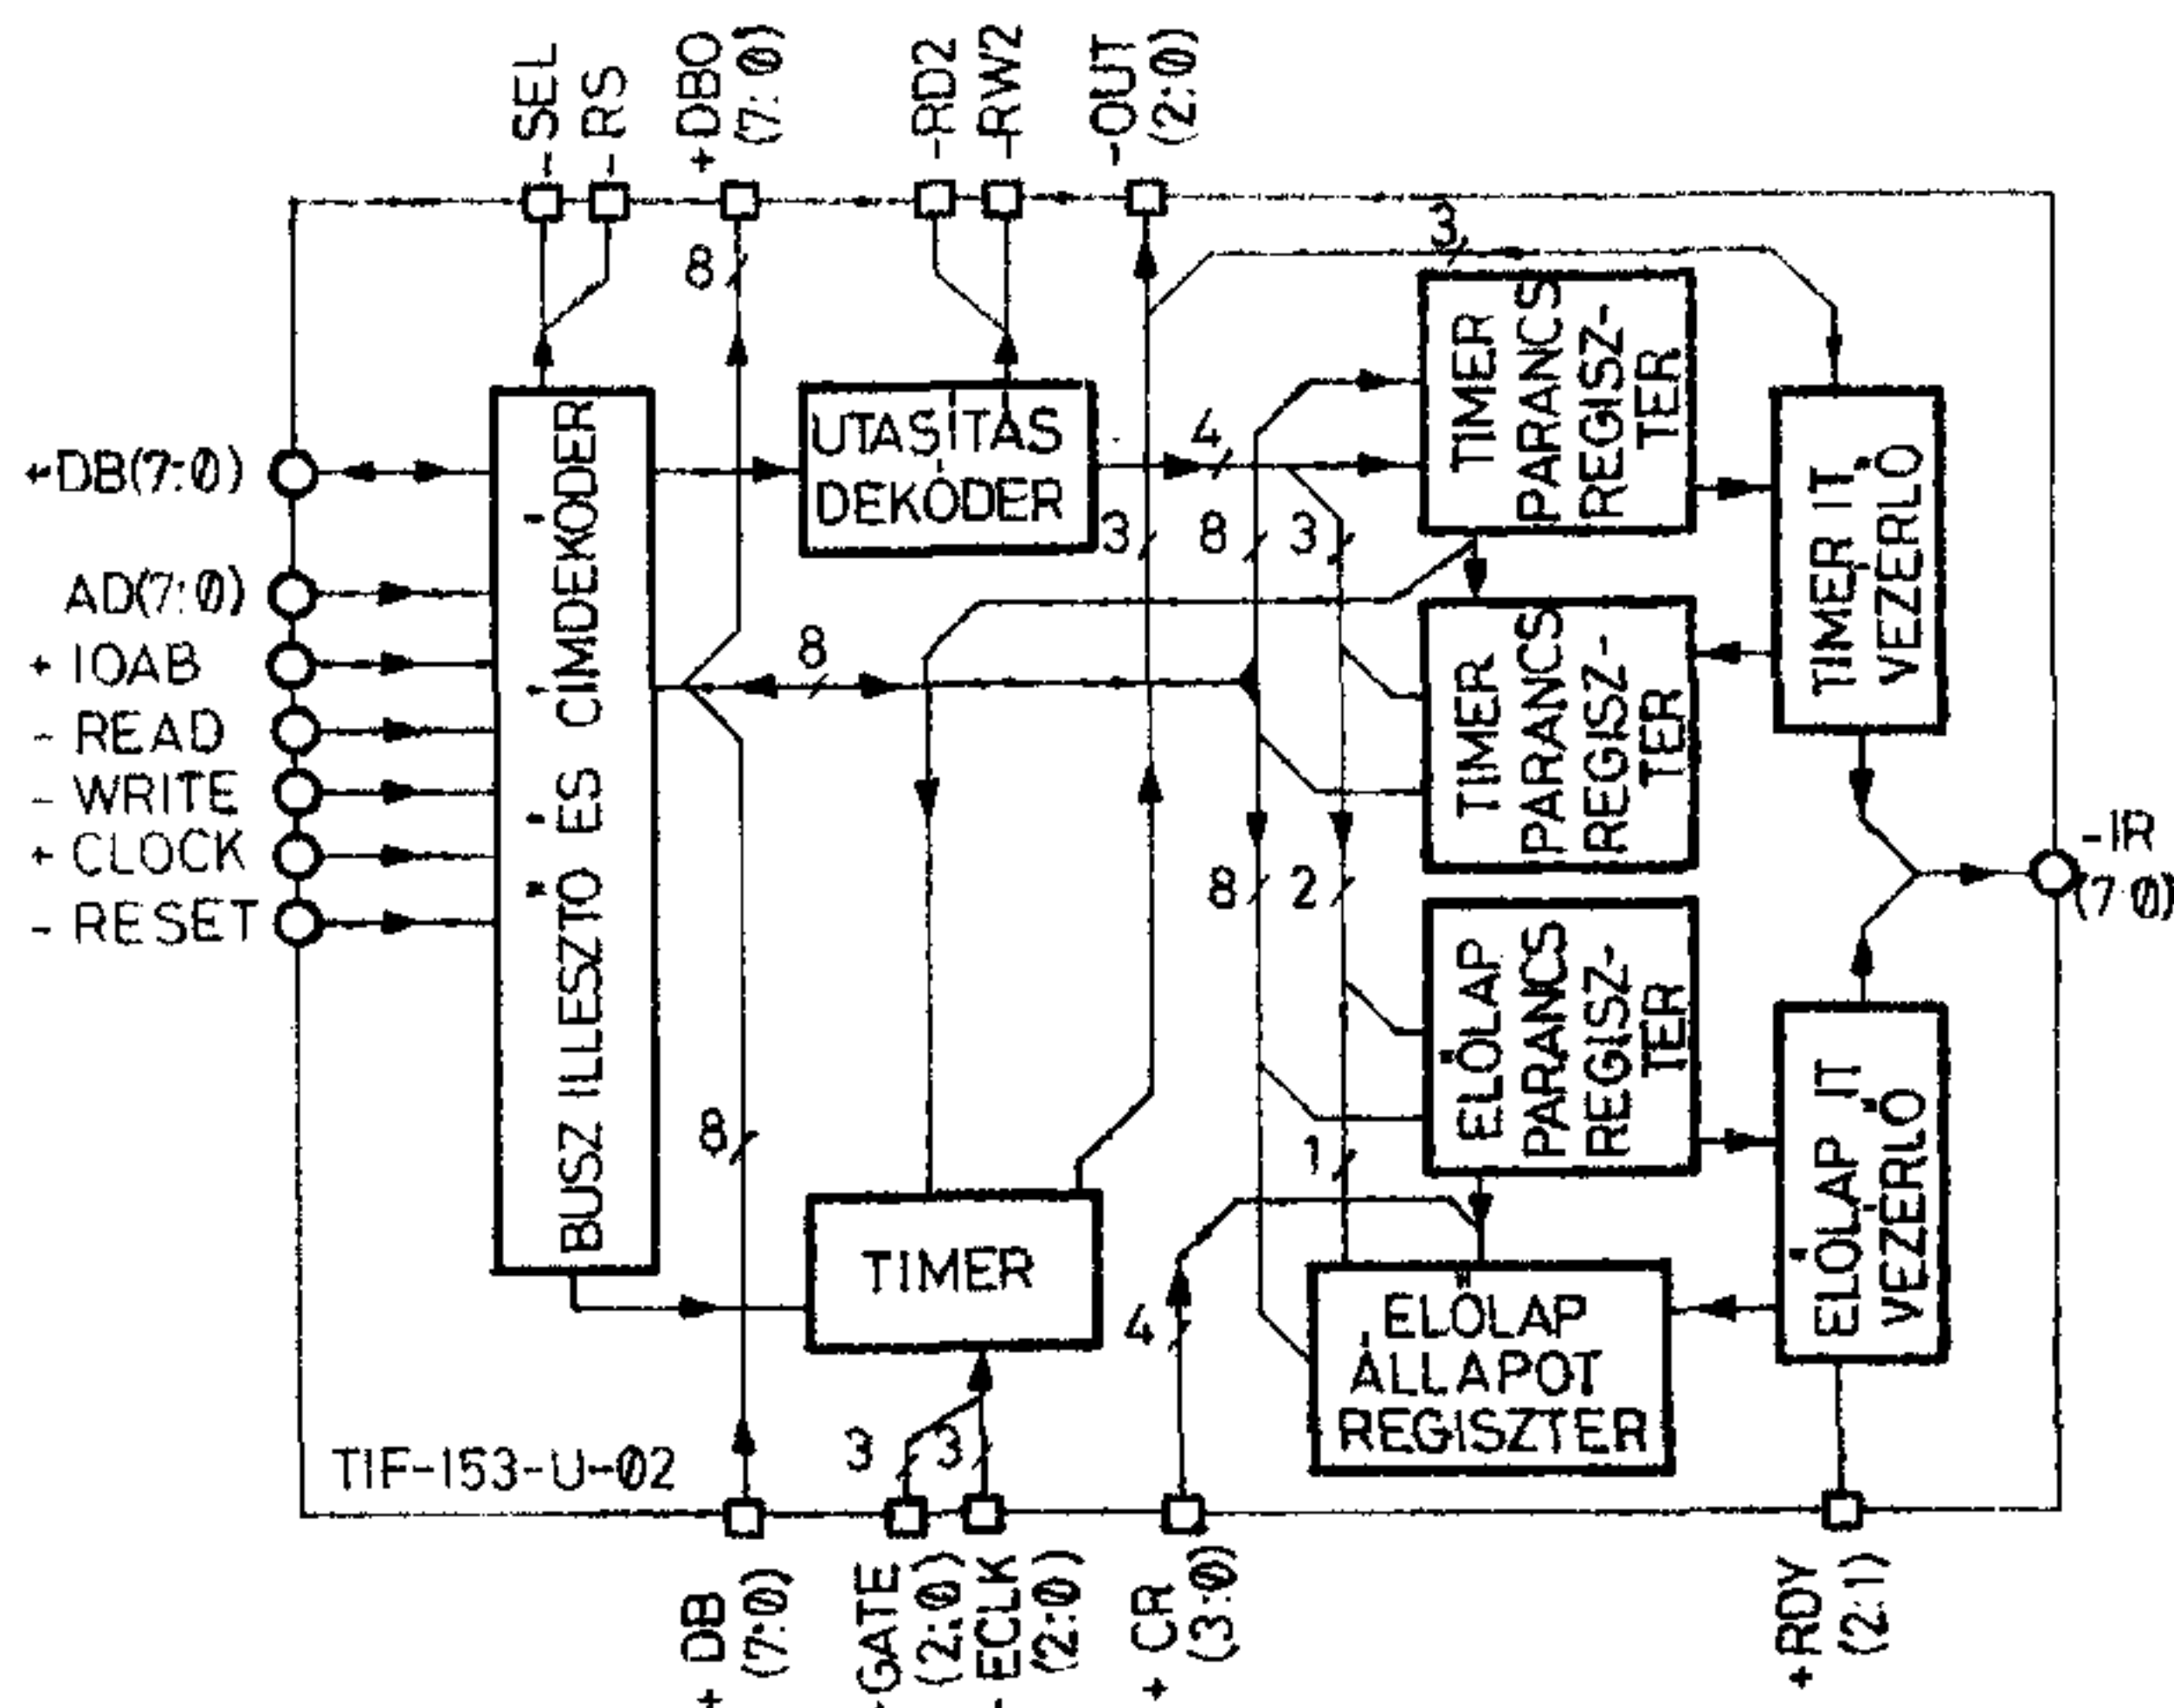 -SEL
-RS
+DBO
(7:0)
-RD2
-RW2
-OUT
(2:0)
3
8
+DB(7:0)
AD(7:0)
+ IOAB
- READ
- WRITE
+ CLOCK
- RESET
BUSZ ILLESZTŐ ÉS CÍMDEKÓDER
UTASÍTÁS
DEKÓDER
4
3
8
3
8
TIMER
PARANCS
REGISZ-
TER
TIMER IT
VEZÉRLŐ
TIMER
PARANCS
REGISZ-
TER
8
2
-IR
(7:0)
ELŐLAP
PARANCS
REGISZ-
TER
8
1
ELŐLAP IT
VEZÉRLŐ
TIMER
4
ELŐLAP
ÁLLAPOT
REGISZTER
TIF-153-U-02
3
3
+ DB
(7:0)
GATE
(2:0)
ECLK
(2:0)
+ CR
(3:0)
+RDY
(2:1)